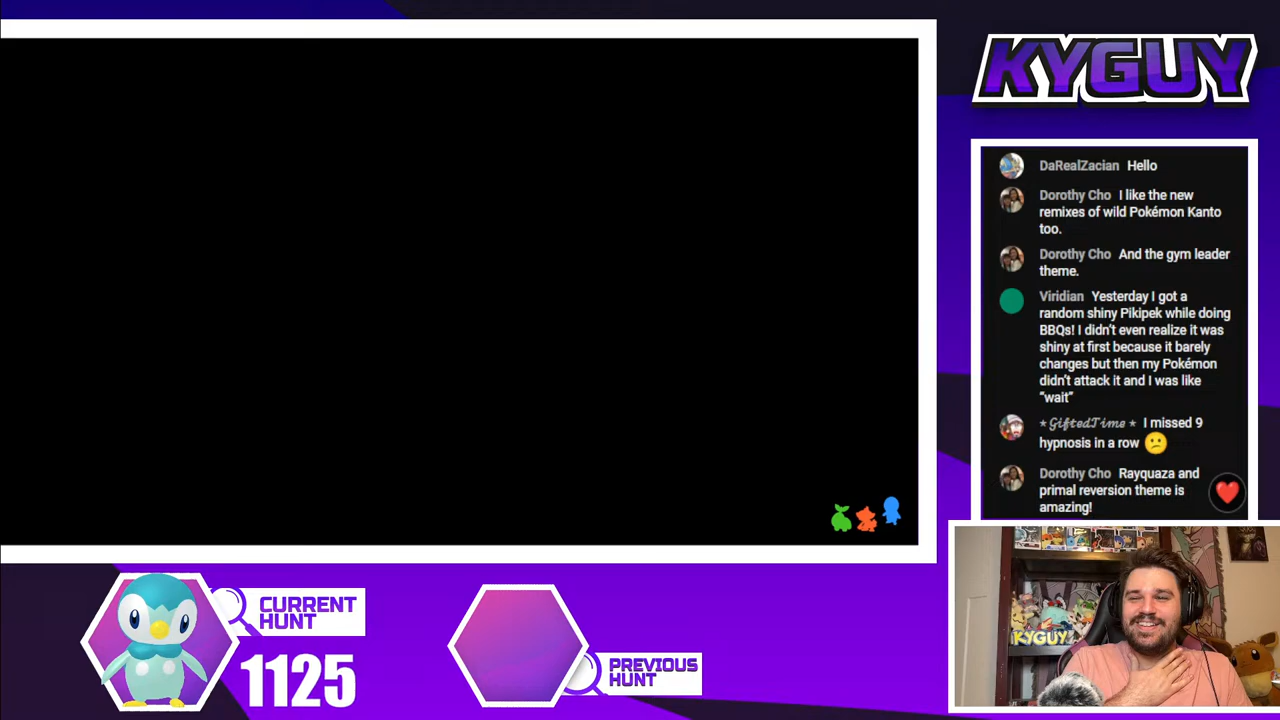 KYGUY
DaRealZacian Hello
Dorothy Cho I like the new
remixes of wild Pokémon Kanto
too.
Dorothy Cho And the gym leader
theme.
Viridian Yesterday I got a
random shiny Pikipek while doing
BBQs! I didn't even realize it was
shiny at first because it barely
changes but then my Pokémon
didn't attack it and I was like
"wait"
⋆ 𝓖𝓲𝓯𝓽𝓮𝓭𝓣𝓲𝓶𝓮 ⋆ I missed 9
hypnosis in a row
Dorothy Cho Rayquaza and
primal reversion theme is
amazing!
CURRENT
HUNT
1125
PREVIOUS
HUNT
KYGUY